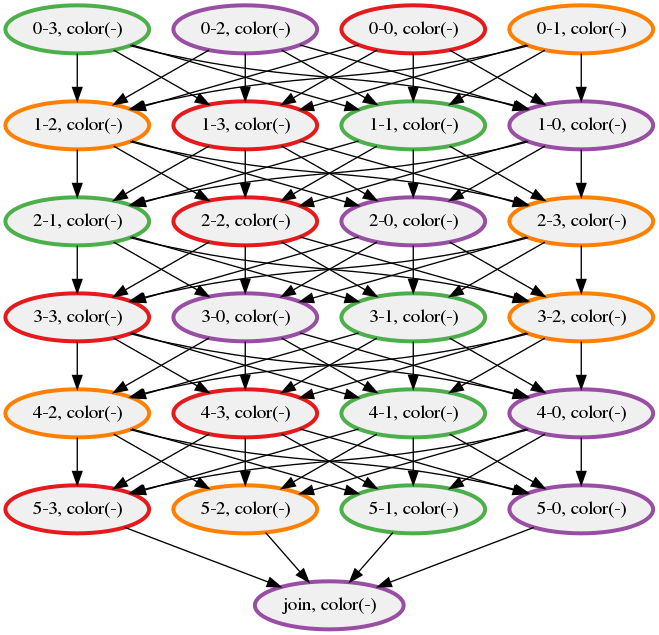 0-3, color(-)
0-2, color(-)
0-0, color(-)
0-1, color(-)
1-2, color(-)
1-3, color(-)
1-1, color(-)
1-0, color(-)
2-1, color(-)
2-2, color(-)
2-0, color(-)
2-3, color(-)
3-3, color(-)
3-0, color(-)
3-1, color(-)
3-2, color(-)
4-2, color(-)
4-3, color(-)
4-1, color(-)
4-0, color(-)
5-3, color(-)
5-2, color(-)
5-1, color(-)
5-0, color(-)
join, color(-)